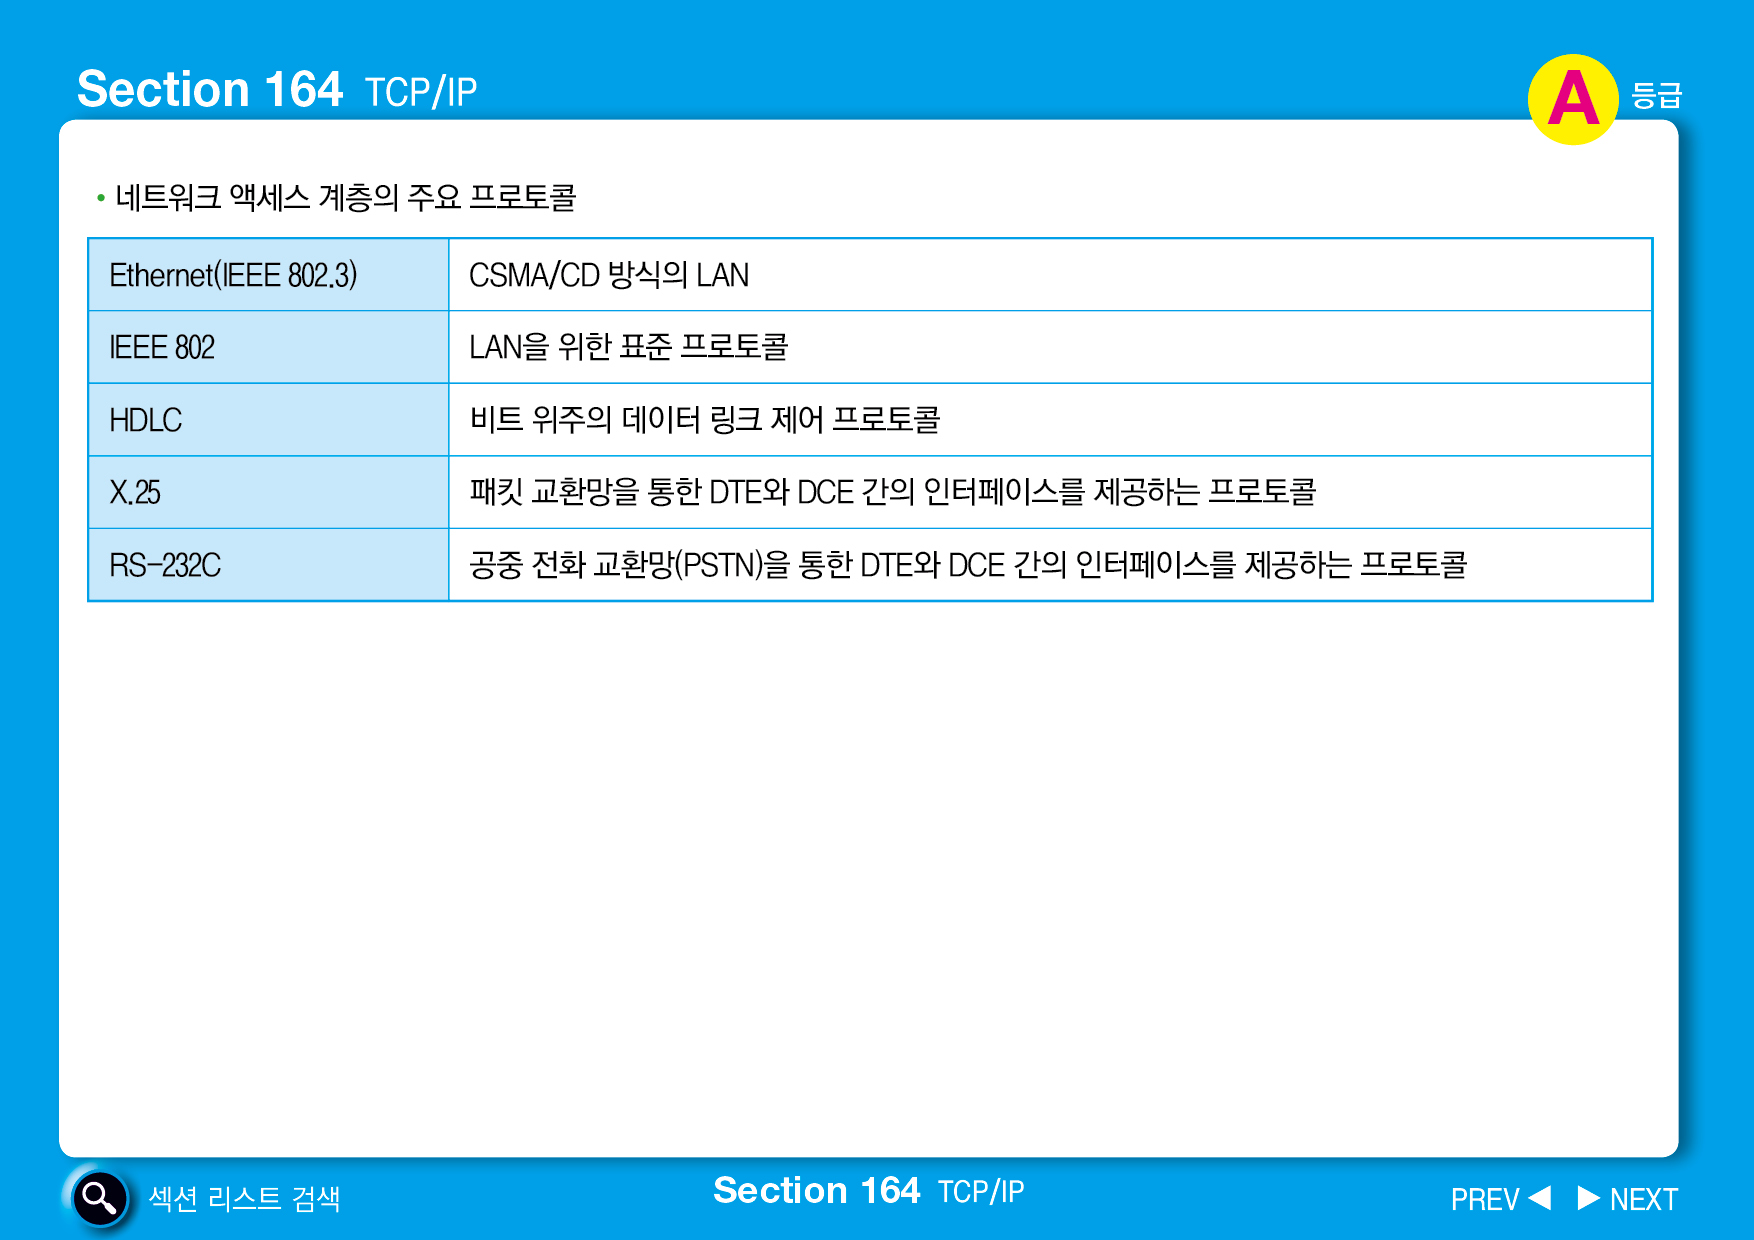 Section 164 TCP/IP
A 등급
• 네트워크 액세스 계층의 주요 프로토콜
Ethernet(IEEE 802.3) CSMA/CD 방식의 LAN
IEEE 802 LAN을 위한 표준 프로토콜
HDLC 비트 위주의 데이터 링크 제어 프로토콜
X.25 패킷 교환망을 통한 DTE와 DCE 간의 인터페이스를 제공하는 프로토콜
RS-232C 공중 전화 교환망(PSTN)을 통한 DTE와 DCE 간의 인터페이스를 제공하는 프로토콜
섹션 리스트 검색
Section 164 TCP/IP
PREV ◀ ▶ NEXT